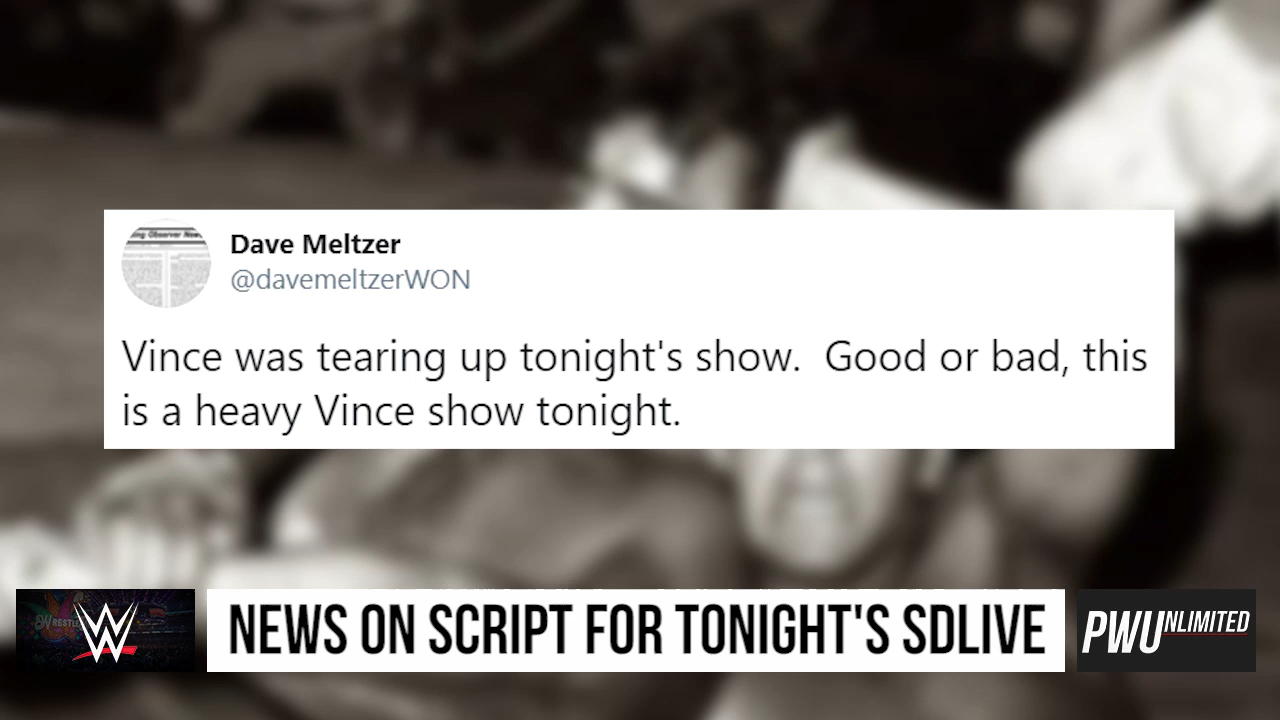 Dave Meltzer
@davemeltzerWON
Vince was tearing up tonight's show.  Good or bad, this
is a heavy Vince show tonight.
NEWS ON SCRIPT FOR TONIGHT'S SDLIVE
PWUNLIMITED